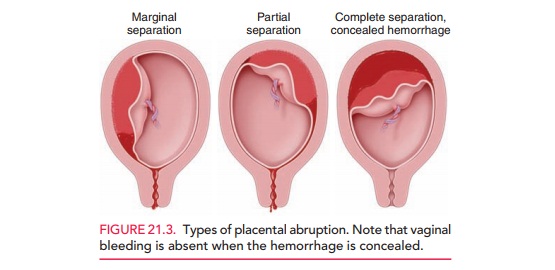 Marginal
separation
Partial
separation
Complete separation,
concealed hemorrhage
FIGURE 21.3. Types of placental abruption. Note that vaginal
bleeding is absent when the hemorrhage is concealed.